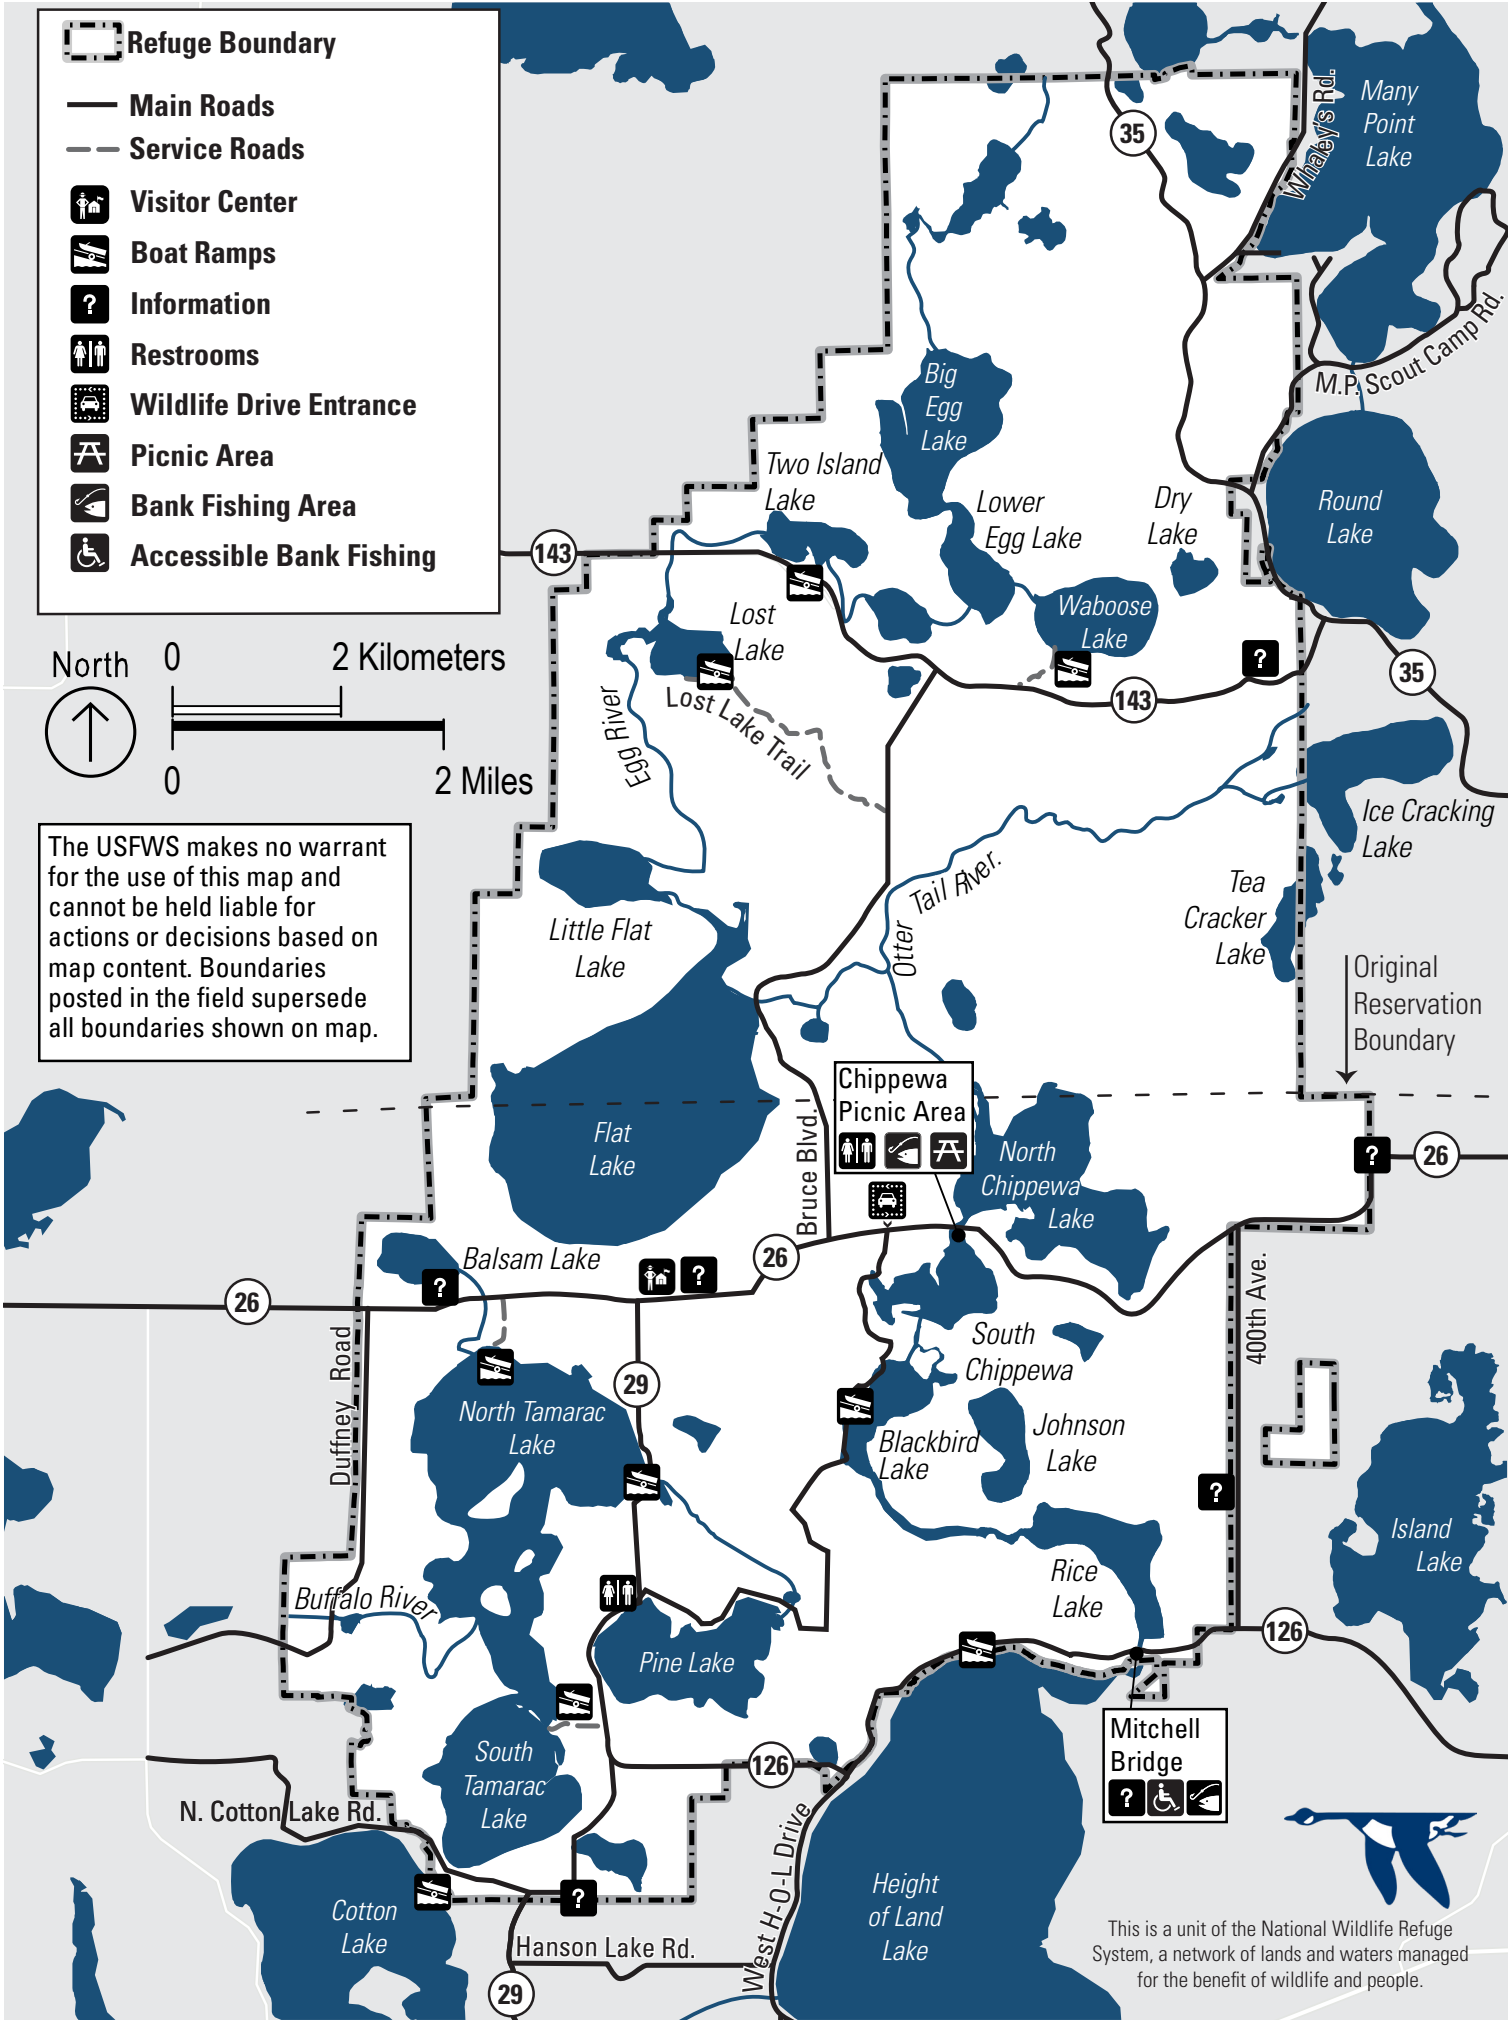 Refuge Boundary
Main Roads
Service Roads
Visitor Center
Boat Ramps
? Information
Restrooms
Wildlife Drive Entrance
Picnic Area
Bank Fishing Area
Accessible Bank Fishing
North
0
2 Kilometers
0
2 Miles
The USFWS makes no warrant
for the use of this map and
cannot be held liable for
actions or decisions based on
map content. Boundaries
posted in the field supersede
all boundaries shown on map.
35
Whaley's Rd.
Many
Point
Lake
M.P. Scout Camp Rd.
Big
Egg
Lake
Two Island
Lake
Lower
Egg Lake
Dry
Lake
Round
Lake
143
Lost
Lake
Waboose
Lake
?
35
143
Lost Lake Trail
Egg River
Ice Cracking
Lake
Otter
Tail River.
Tea
Cracker
Lake
Little Flat
Lake
Original
Reservation
Boundary
Chippewa
Picnic Area
Flat
Lake
Bruce Blvd.
North
Chippewa
Lake
?
26
Balsam Lake
?
?
26
26
400th Ave.
Duffney Road
South
Chippewa
29
North Tamarac
Lake
Blackbird
Lake
Johnson
Lake
?
Island
Lake
Rice
Lake
Buffalo River
Pine Lake
126
Mitchell
Bridge
?
South
Tamarac
Lake
126
N. Cotton Lake Rd.
West H-O-L Drive
?
Cotton
Lake
Height
of Land
Lake
Hanson Lake Rd.
29
This is a unit of the National Wildlife Refuge
System, a network of lands and waters managed
for the benefit of wildlife and people.